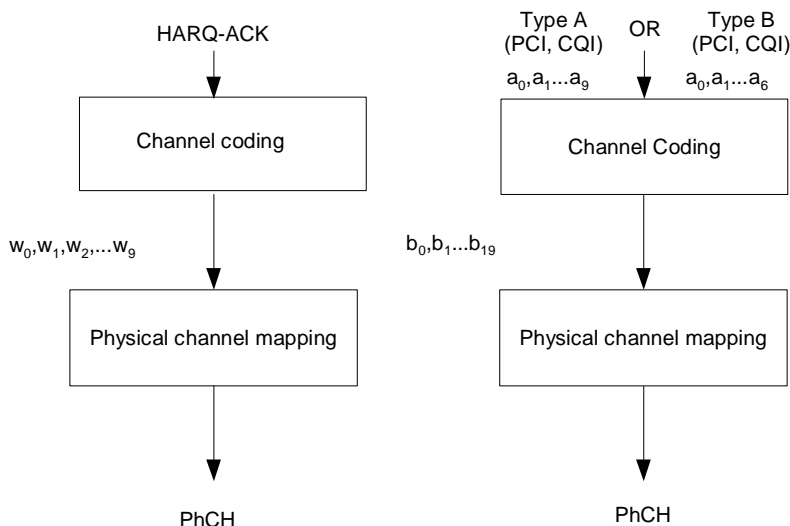 HARQ-ACK
Channel coding
w₀,w₁,w₂,...w₉
Physical channel mapping
PhCH
Type A
(PCI, CQI)
OR
Type B
(PCI, CQI)
a₀,a₁...a₉
a₀,a₁...a₆
Channel Coding
b₀,b₁...b₁₉
Physical channel mapping
PhCH